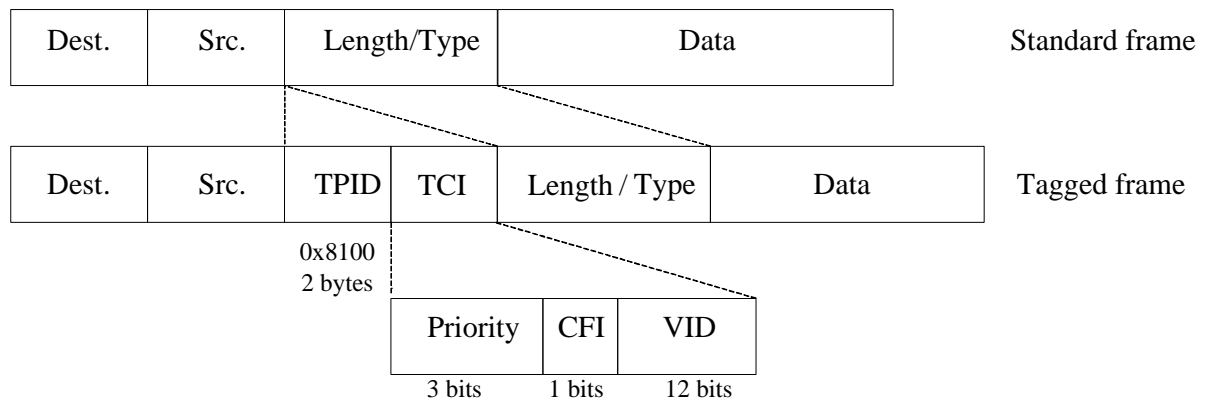 Dest. Src. Length/Type Data Standard frame
Dest. Src. TPID TCI Length / Type Data Tagged frame
0x8100
2 bytes
Priority CFI VID
3 bits 1 bits 12 bits